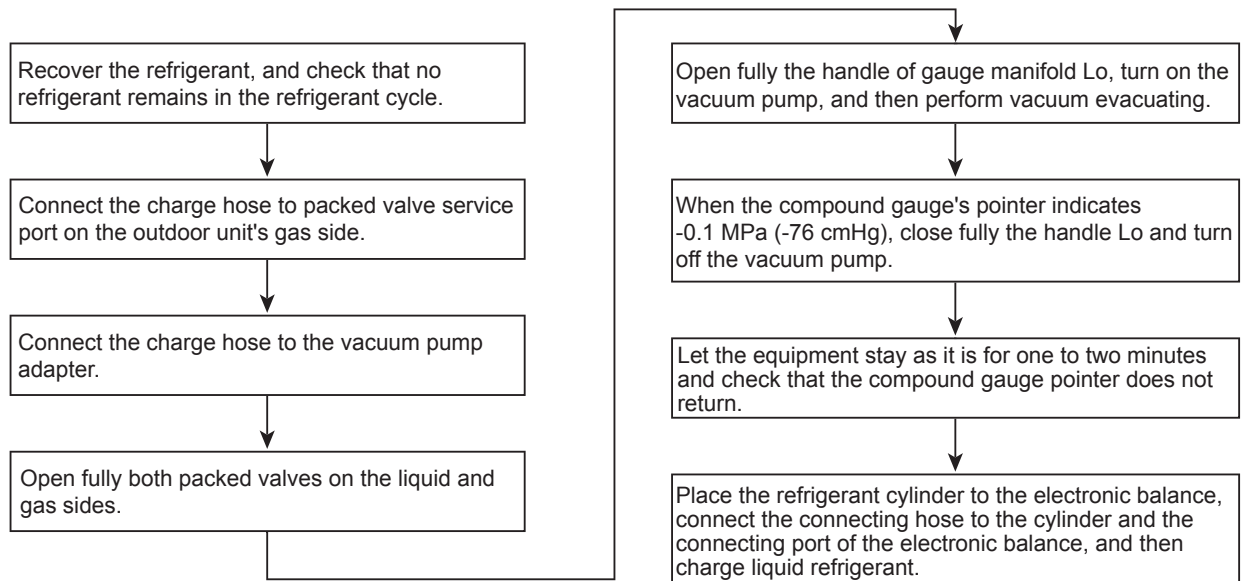 Recover the refrigerant, and check that no
refrigerant remains in the refrigerant cycle.
Connect the charge hose to packed valve service
port on the outdoor unit's gas side.
Connect the charge hose to the vacuum pump
adapter.
Open fully both packed valves on the liquid and
gas sides.
Open fully the handle of gauge manifold Lo, turn on the
vacuum pump, and then perform vacuum evacuating.
When the compound gauge's pointer indicates
-0.1 MPa (-76 cmHg), close fully the handle Lo and turn
off the vacuum pump.
Let the equipment stay as it is for one to two minutes
and check that the compound gauge pointer does not
return.
Place the refrigerant cylinder to the electronic balance,
connect the connecting hose to the cylinder and the
connecting port of the electronic balance, and then
charge liquid refrigerant.